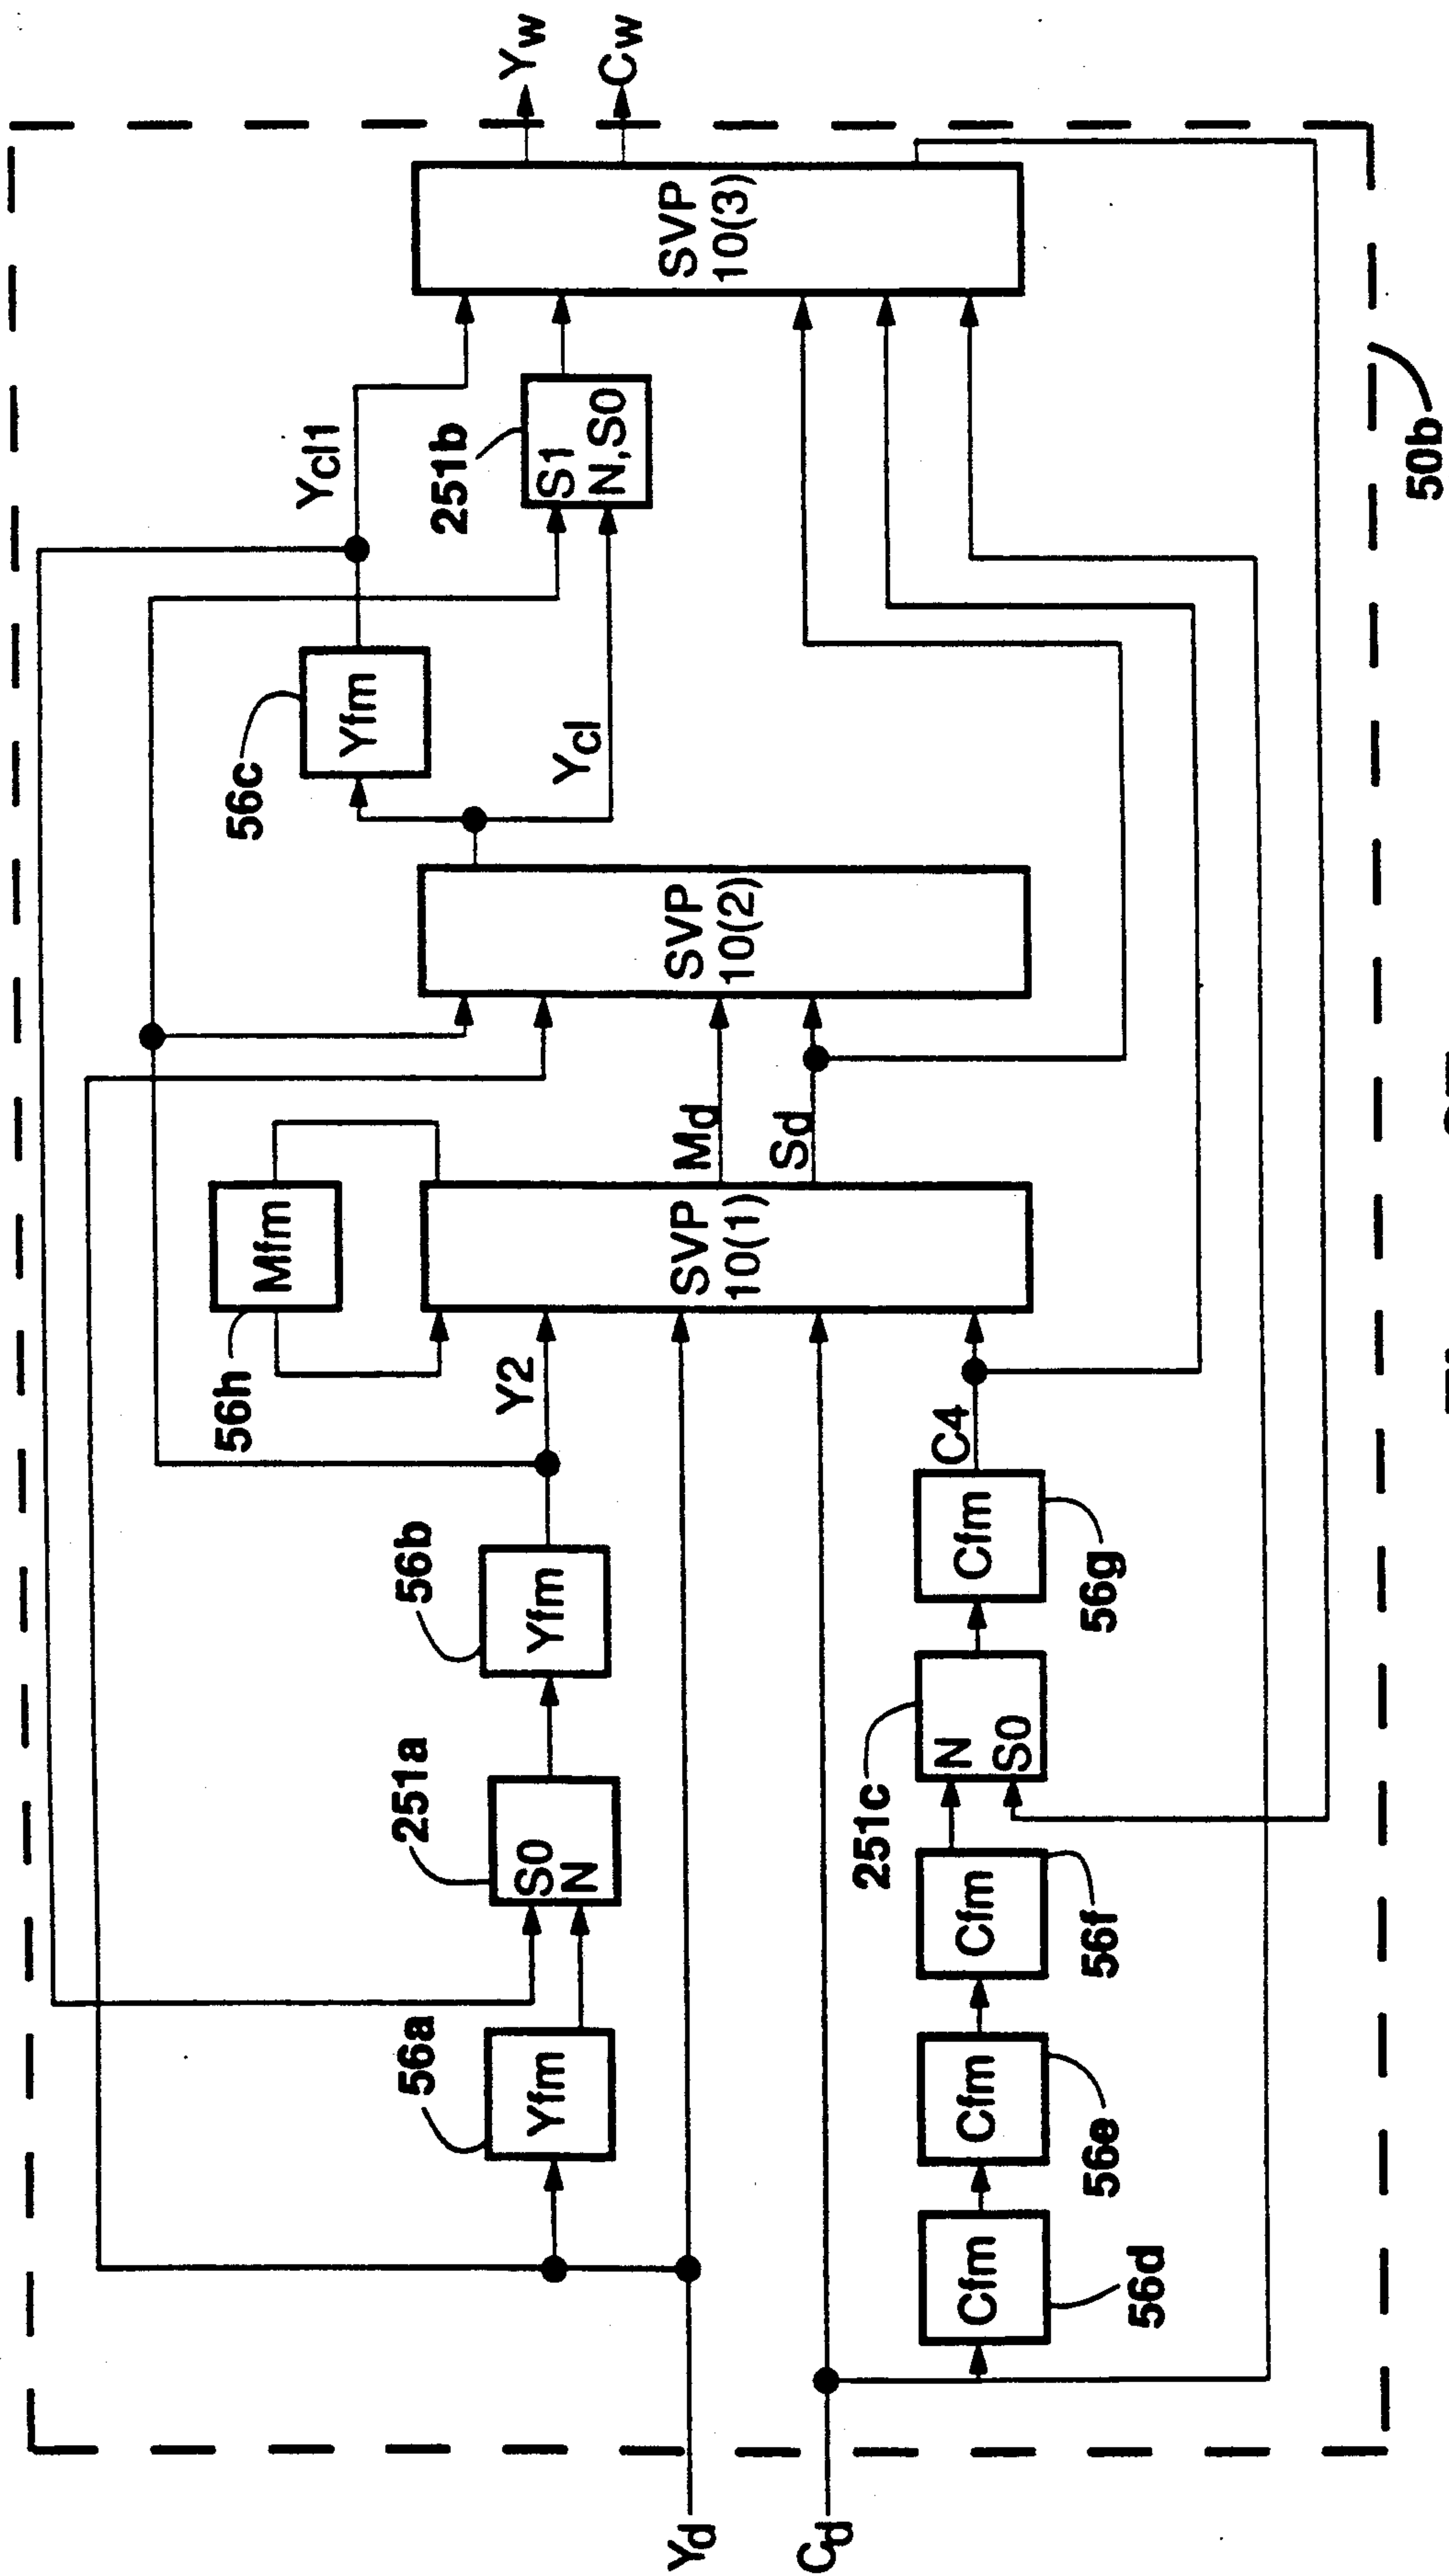 Yd
Cd
56a
Yfm
251a
S0
N
56b
Yfm
Y2
56h
Mfm
SVP
10(1)
Md
Sd
SVP
10(2)
56c
Yfm
Ycl
Ycl1
251b
S1
N,S0
SVP
10(3)
Yw
Cw
Cfm
56d
Cfm
56e
Cfm
56f
251c
N
S0
Cfm
56g
C4
50b